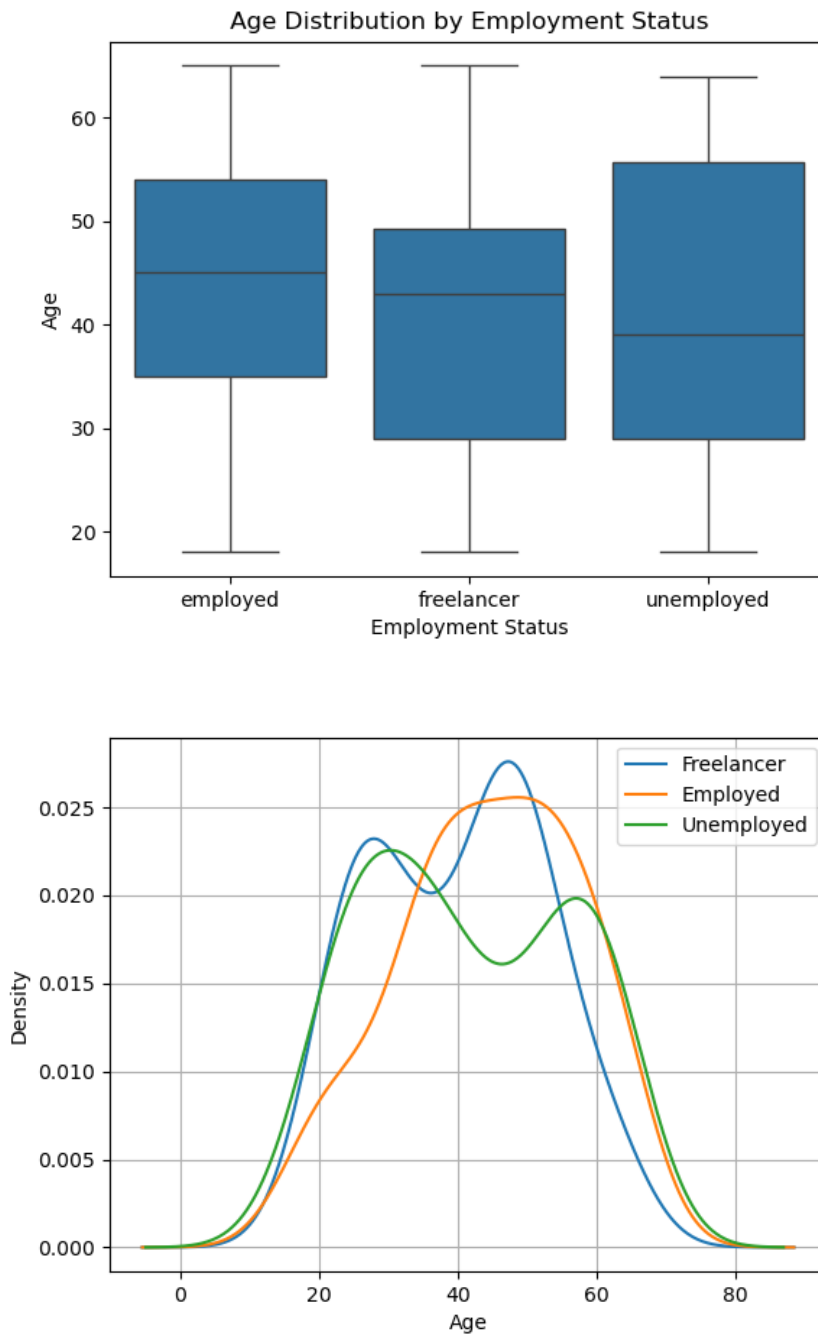 Age Distribution by Employment Status
60
50
40
30
20
Age
employed
freelancer
unemployed
Employment Status
Freelancer
Employed
Unemployed
0.025
0.020
0.015
0.010
0.005
0.000
Density
0
20
40
60
80
Age